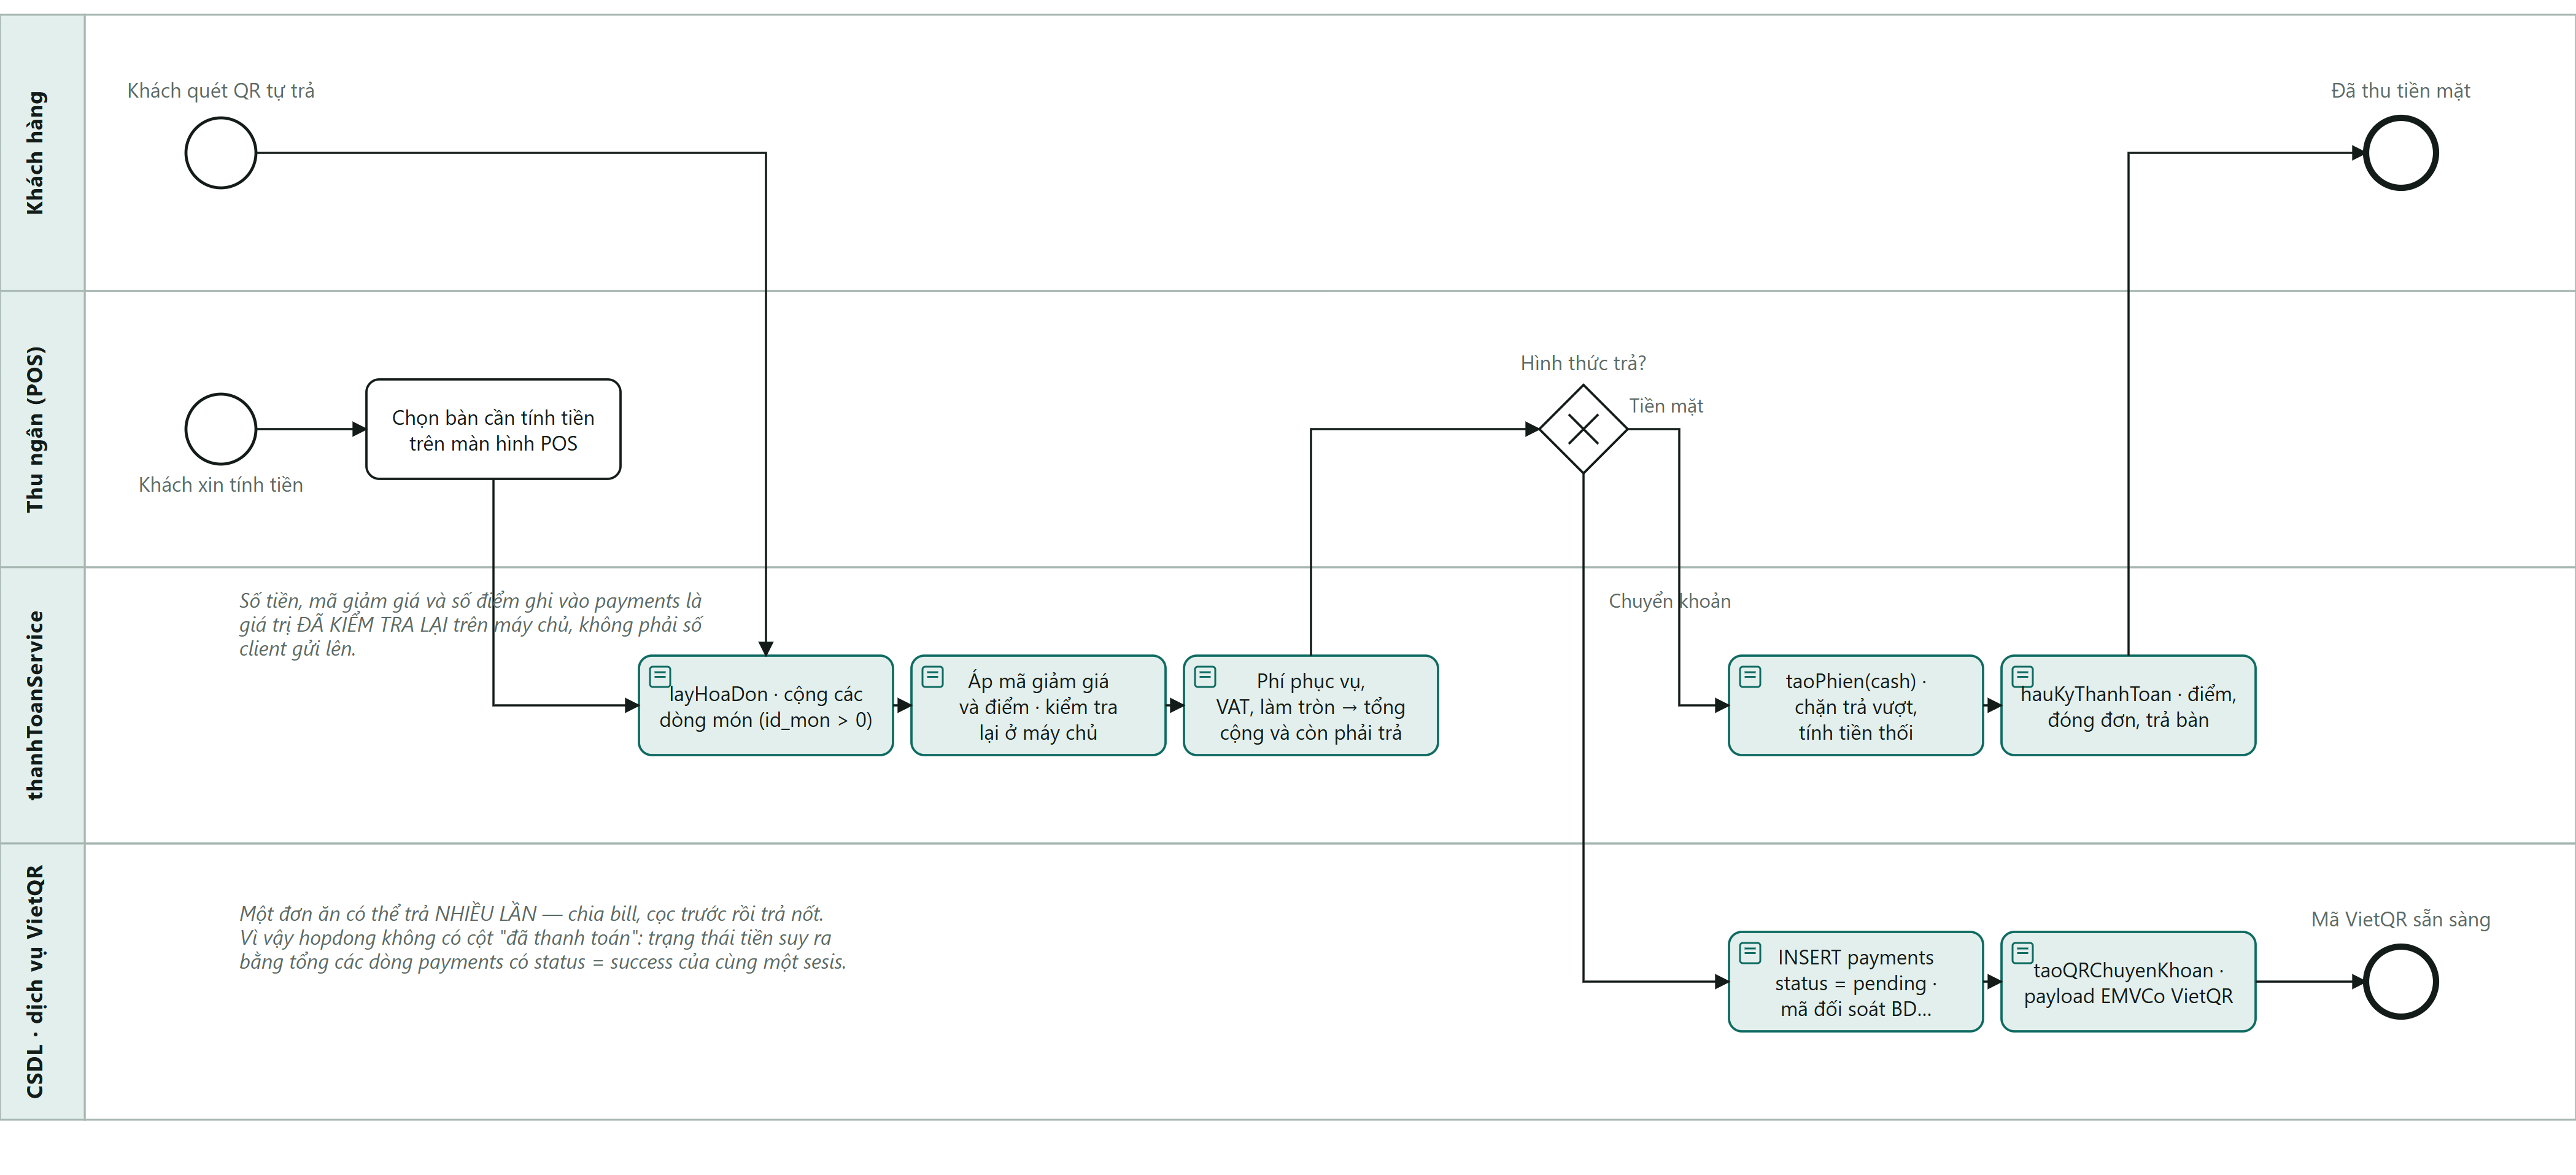 Khách hàng
Khách quét QR tự trả
Đã thu tiền mặt
Thu ngân (POS)
Khách xin tính tiền
Chọn bàn cần tính tiền
trên màn hình POS
Hình thức trả?
Tiền mặt
Chuyển khoản
thanhToanService
Số tiền, mã giảm giá và số điểm ghi vào payments là
giá trị ĐÃ KIỂM TRA LẠI trên máy chủ, không phải số
client gửi lên.
layHoaDon · cộng các
dòng món (id_mon > 0)
Áp mã giảm giá
và điểm · kiểm tra
lại ở máy chủ
Phí phục vụ,
VAT, làm tròn → tổng
cộng và còn phải trả
taoPhien(cash) ·
chặn trả vượt,
tính tiền thối
hauKyThanhToan · điểm,
đóng đơn, trả bàn
CSDL · dịch vụ VietQR
Một đơn ăn có thể trả NHIỀU LẦN — chia bill, cọc trước rồi trả nốt.
Vì vậy hopdong không có cột "đã thanh toán": trạng thái tiền suy ra
bằng tổng các dòng payments có status = success của cùng một sesis.
INSERT payments
status = pending ·
mã đối soát BD...
taoQRChuyenKhoan ·
payload EMVCo VietQR
Mã VietQR sẵn sàng